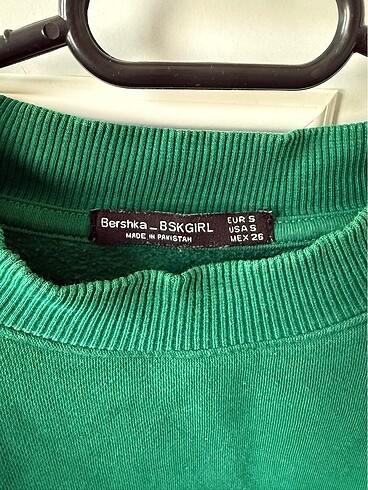 Bershka_BSKGIRL
MADE IN PAKISTAN
EUR S
USA S
MEX 26